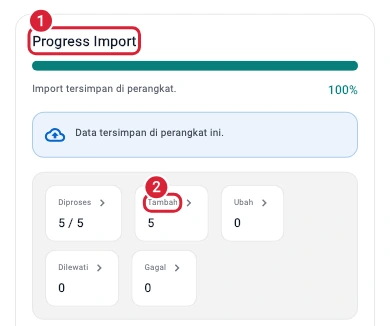 1
Progress Import
Import tersimpan di perangkat.
100%
Data tersimpan di perangkat ini.
2
Diproses
Tambah
Ubah
5 / 5
5
0
Dilewati
Gagal
0
0